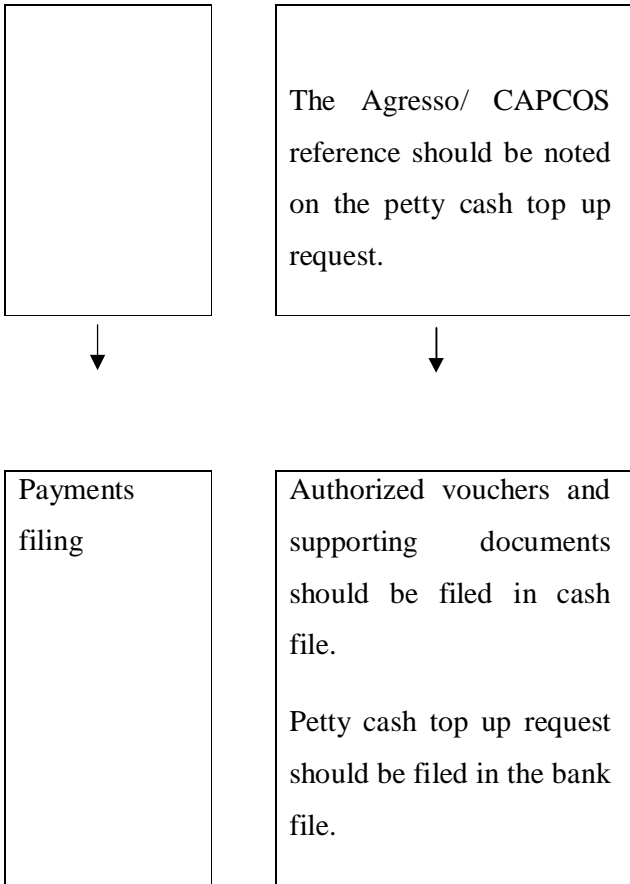 The Agresso/ CAPCOS
reference should be noted
on the petty cash top up
request.
Payments
filing
Authorized vouchers and
supporting documents
should be filed in cash
file.
Petty cash top up request
should be filed in the bank
file.